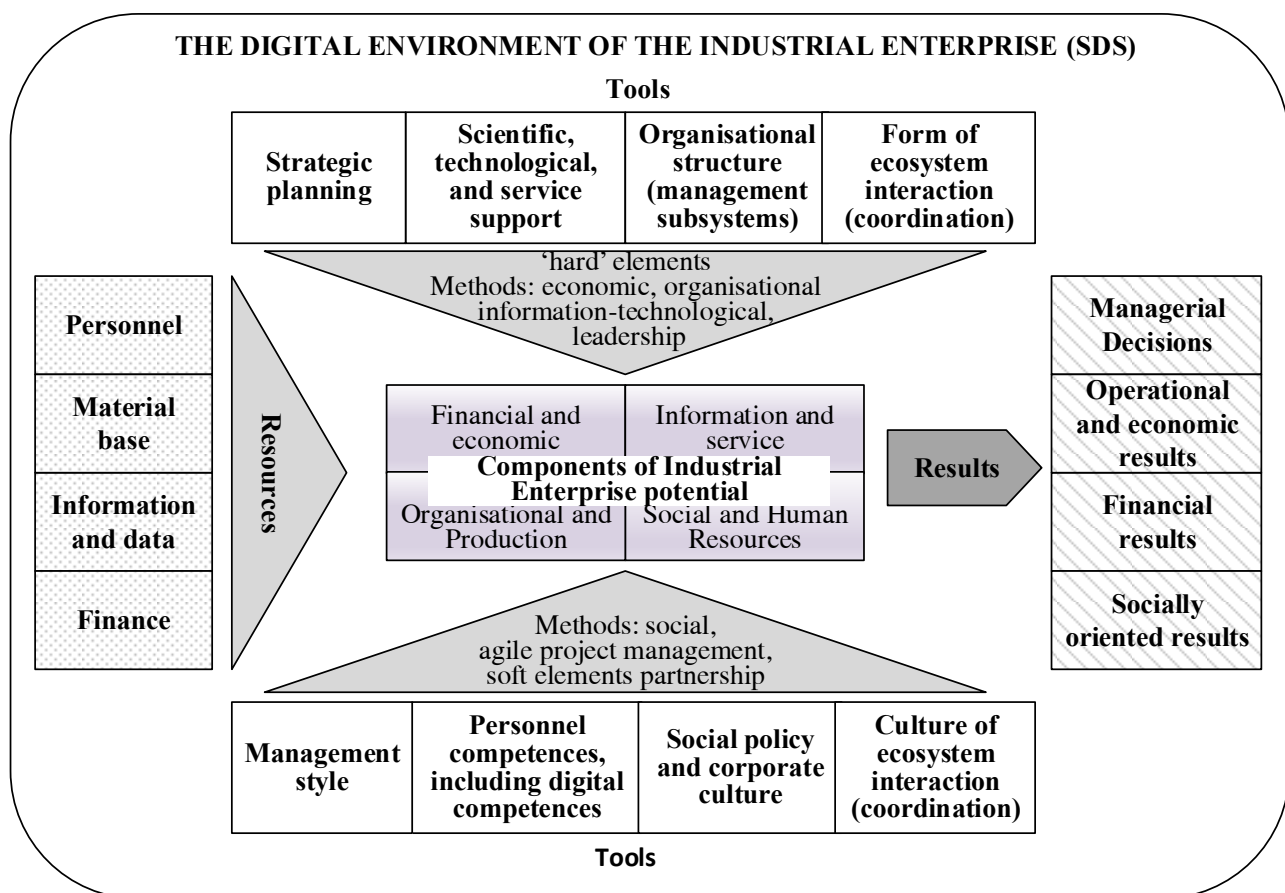 THE DIGITAL ENVIRONMENT OF THE INDUSTRIAL ENTERPRISE (SDS)
Tools
Strategic
planning
Scientific,
technological,
and service
support
Organisational
structure
(management
subsystems)
Form of
ecosystem
interaction
(coordination)
‘hard’ elements
Methods: economic, organisational
information-technological,
leadership
Personnel
Material
base
Information
and data
Finance
Resources
Financial and
economic
Information and
service
Components of Industrial
Enterprise potential
Organisational and
Production
Social and Human
Resources
Results
Managerial
Decisions
Operational
and economic
results
Financial
results
Socially
oriented results
Methods: social,
agile project management,
soft elements partnership
Management
style
Personnel
competences,
including digital
competences
Social policy
and corporate
culture
Culture of
ecosystem
interaction
(coordination)
Tools